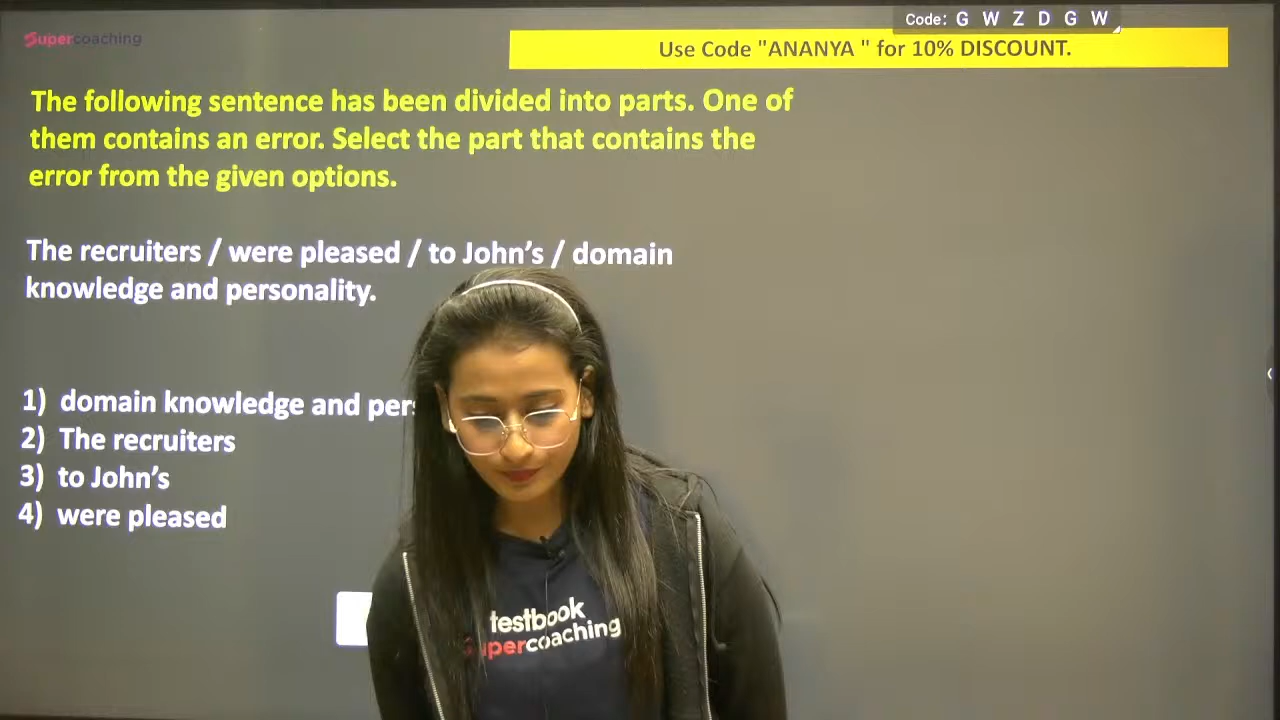 Code: G W Z D G W
Supercoaching
Use Code "ANANYA " for 10% DISCOUNT.
The following sentence has been divided into parts. One of
them contains an error. Select the part that contains the
error from the given options.
The recruiters / were pleased / to John’s / domain
knowledge and personality.
1) domain knowledge and
2) The recruiters
3) to John’s
4) were pleased
testbook
Supercoaching